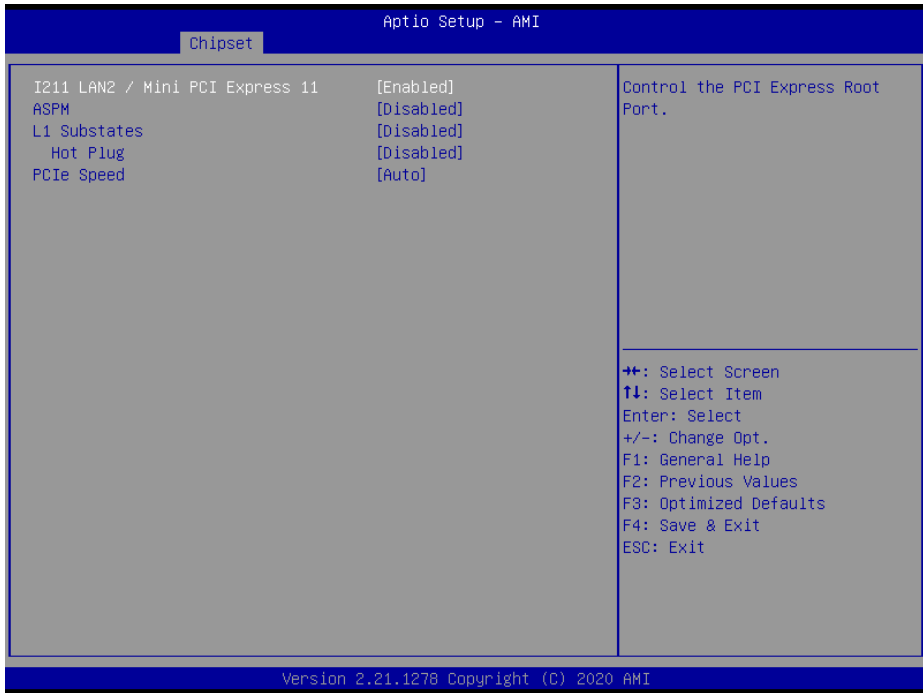 Aptio Setup – AMI
Chipset
I211 LAN2 / Mini PCI Express 11 [Enabled]
ASPM [Disabled]
L1 Substates [Disabled]
Hot Plug [Disabled]
PCIe Speed [Auto]
Control the PCI Express Root
Port.
→←: Select Screen
↑↓: Select Item
Enter: Select
+/-: Change Opt.
F1: General Help
F2: Previous Values
F3: Optimized Defaults
F4: Save & Exit
ESC: Exit
Version 2.21.1278 Copyright (C) 2020 AMI